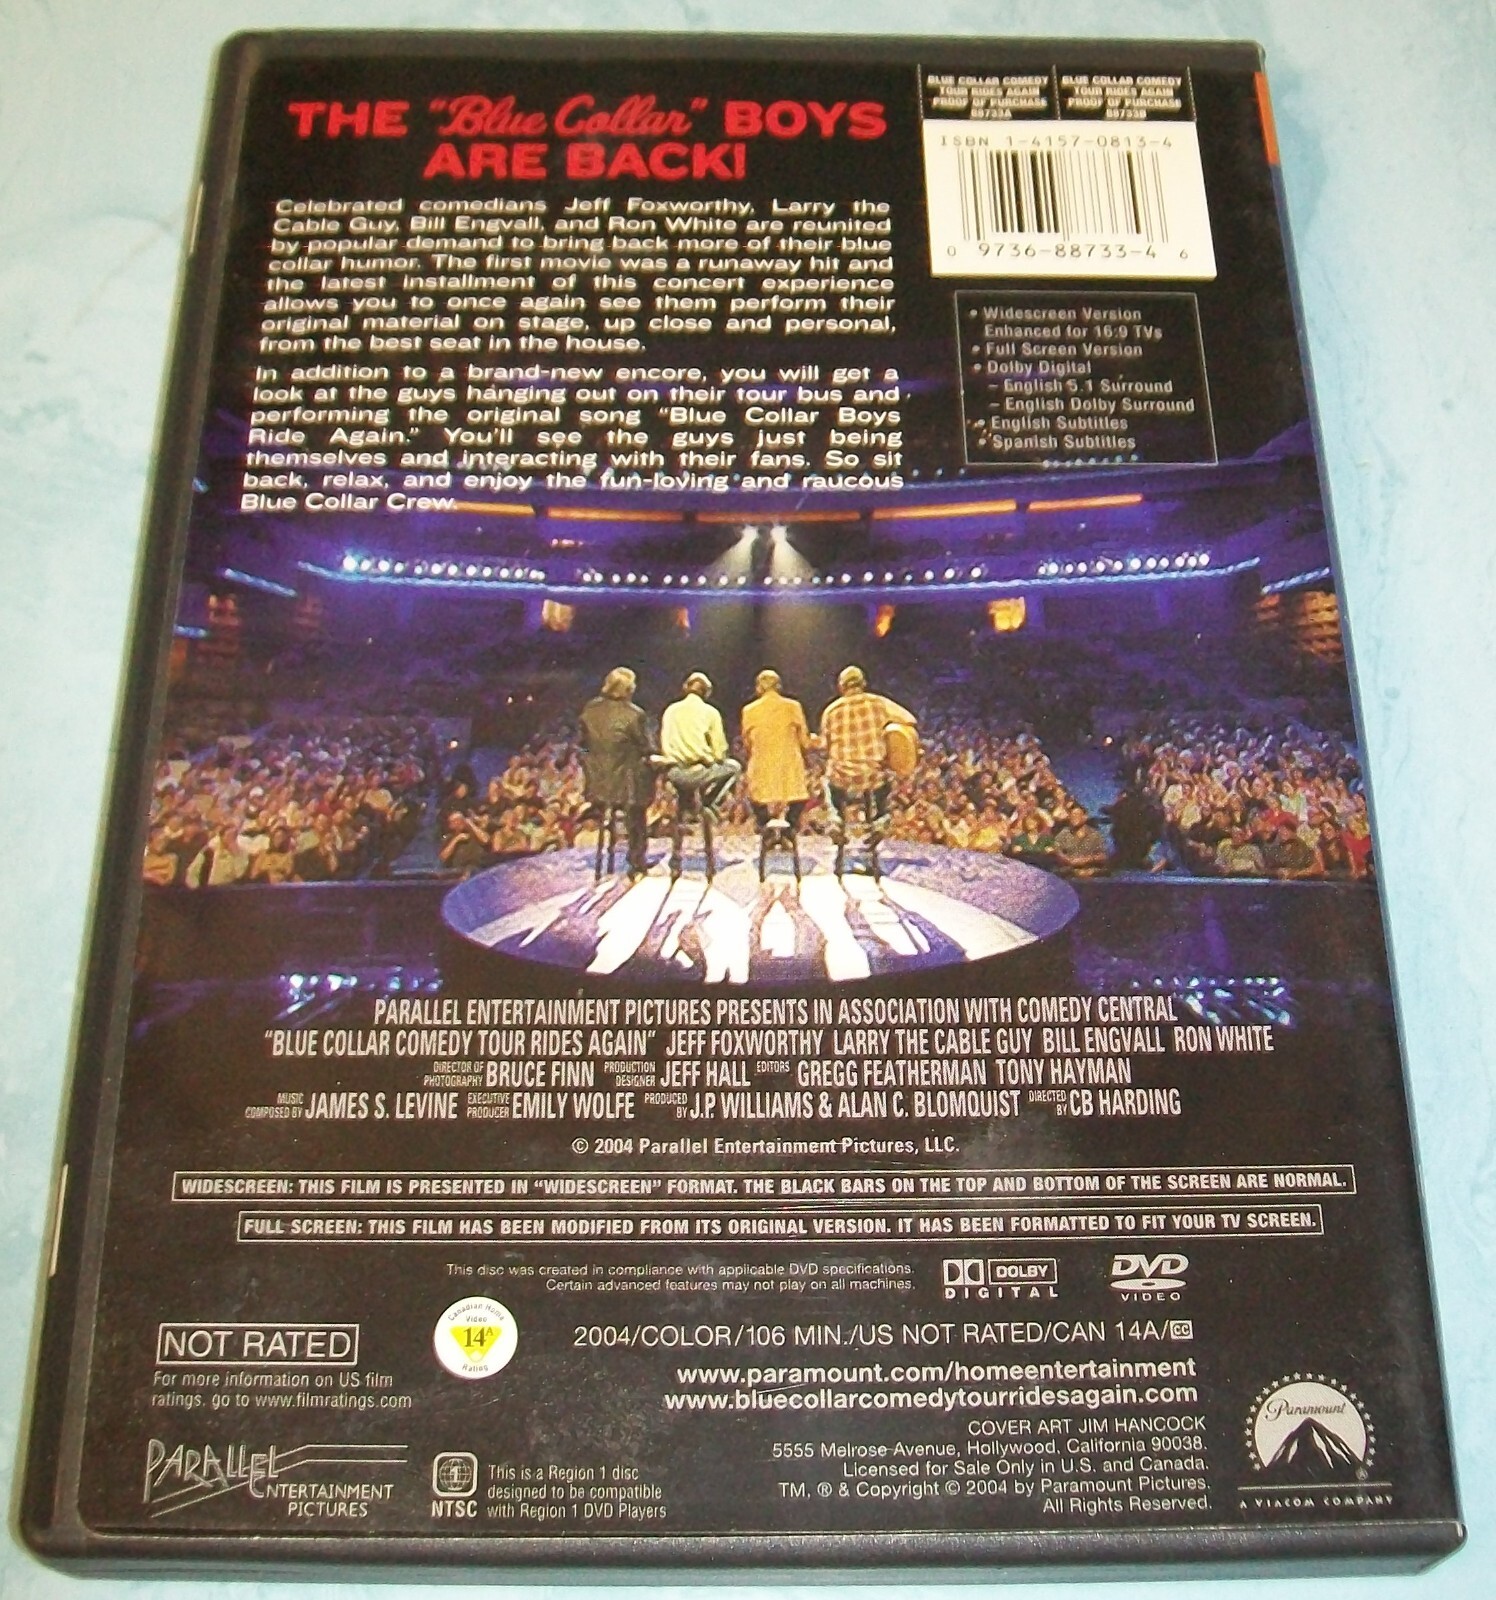 THE "Blue Collar" BOYS
ARE BACK!
Celebrated comedians Jeff Foxworthy, Larry the
Cable Guy, Bill Engvall, and Ron White are reunited
by popular demand to bring back more of their blue
collar humor. The first movie was a runaway hit and
the latest installment of this concert experience
allows you to once again see them perform their
original material on stage, up close and personal,
from the best seat in the house.
In addition to a brand-new encore, you will get a
look at the guys hanging out on their tour bus and
performing the original song "Blue Collar Boys
Ride Again." You'll see the guys just being
themselves and interacting with their fans. So sit
back, relax, and enjoy the fun-loving and raucous
Blue Collar Crew.
BLUE COLLAR COMEDY
TOUR RIDES AGAIN
PROOF OF PURCHASE
88733A
BLUE COLLAR COMEDY
TOUR RIDES AGAIN
PROOF OF PURCHASE
88733B
ISBN 1-4157-0813-4
0 9736-88733-4 6
• Widescreen Version
Enhanced for 16:9 TVs
• Full Screen Version
• Dolby Digital
– English 5.1 Surround
– English Dolby Surround
• English Subtitles
• Spanish Subtitles
PARALLEL ENTERTAINMENT PICTURES PRESENTS IN ASSOCIATION WITH COMEDY CENTRAL
"BLUE COLLAR COMEDY TOUR RIDES AGAIN" JEFF FOXWORTHY LARRY THE CABLE GUY BILL ENGVALL RON WHITE
DIRECTOR OF PHOTOGRAPHY BRUCE FINN PRODUCTION DESIGNER JEFF HALL EDITORS GREGG FEATHERMAN TONY HAYMAN
MUSIC COMPOSED BY JAMES S. LEVINE EXECUTIVE PRODUCER EMILY WOLFE PRODUCED BY J.P. WILLIAMS & ALAN C. BLOMQUIST DIRECTED BY CB HARDING
© 2004 Parallel Entertainment Pictures, LLC.
WIDESCREEN: THIS FILM IS PRESENTED IN "WIDESCREEN" FORMAT. THE BLACK BARS ON THE TOP AND BOTTOM OF THE SCREEN ARE NORMAL.
FULL SCREEN: THIS FILM HAS BEEN MODIFIED FROM ITS ORIGINAL VERSION. IT HAS BEEN FORMATTED TO FIT YOUR TV SCREEN.
This disc was created in compliance with applicable DVD specifications.
Certain advanced features may not play on all machines.
DOLBY
DIGITAL
DVD
VIDEO
NOT RATED
For more information on US film
ratings, go to www.filmratings.com
Canadian Home
Video
14A
Rating
2004/COLOR/106 MIN./US NOT RATED/CAN 14A/CC
www.paramount.com/homeentertainment
www.bluecollarcomedytourridesagain.com
COVER ART JIM HANCOCK
5555 Melrose Avenue, Hollywood, California 90038.
Licensed for Sale Only in U.S. and Canada.
TM, ® & Copyright © 2004 by Paramount Pictures.
All Rights Reserved.
PARALLEL
ENTERTAINMENT
PICTURES
1
NTSC
This is a Region 1 disc
designed to be compatible
with Region 1 DVD Players
Paramount
®
A VIACOM COMPANY